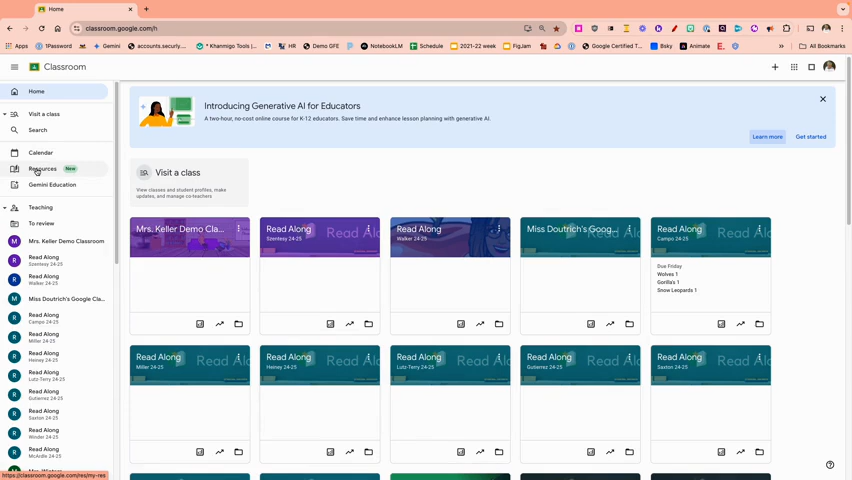 Home
classroom.google.com/h
Apps
1Password
Gemini
accounts.securly....
* Khanmigo Tools |...
HR
Demo GFE
NotebookLM
Schedule
2021-22 week
FigJam
Google Certified T...
Bsky
Animate
All Bookmarks
Classroom
Home
Visit a class
Search
Calendar
Resources New
Gemini Education
Teaching
To review
M Mrs. Keller Demo Classroom
R Read Along
Szentesy 24-25
R Read Along
Walker 24-25
M Miss Doutrich's Google Cla...
R Read Along
Campo 24-25
R Read Along
Miller 24-25
R Read Along
Heiney 24-25
R Read Along
Lutz-Terry 24-25
R Read Along
Gutierrez 24-25
R Read Along
Saxton 24-25
R Read Along
Winder 24-25
R Read Along
McArdle 24-25
https://classroom.google.com/res/my-res
Introducing Generative AI for Educators
A two-hour, no-cost online course for K-12 educators. Save time and enhance lesson planning with generative AI.
Learn more
Get started
Visit a class
View classes and student profiles, make
updates, and manage co-teachers
Mrs. Keller Demo Cla...
Read Along
Szentesy 24-25
Read Along
Walker 24-25
Miss Doutrich's Goog...
Read Along
Campo 24-25
Due Friday
Wolves 1
Gorilla's 1
Snow Leopards 1
Read Along
Miller 24-25
Read Along
Heiney 24-25
Read Along
Lutz-Terry 24-25
Read Along
Gutierrez 24-25
Read Along
Saxton 24-25